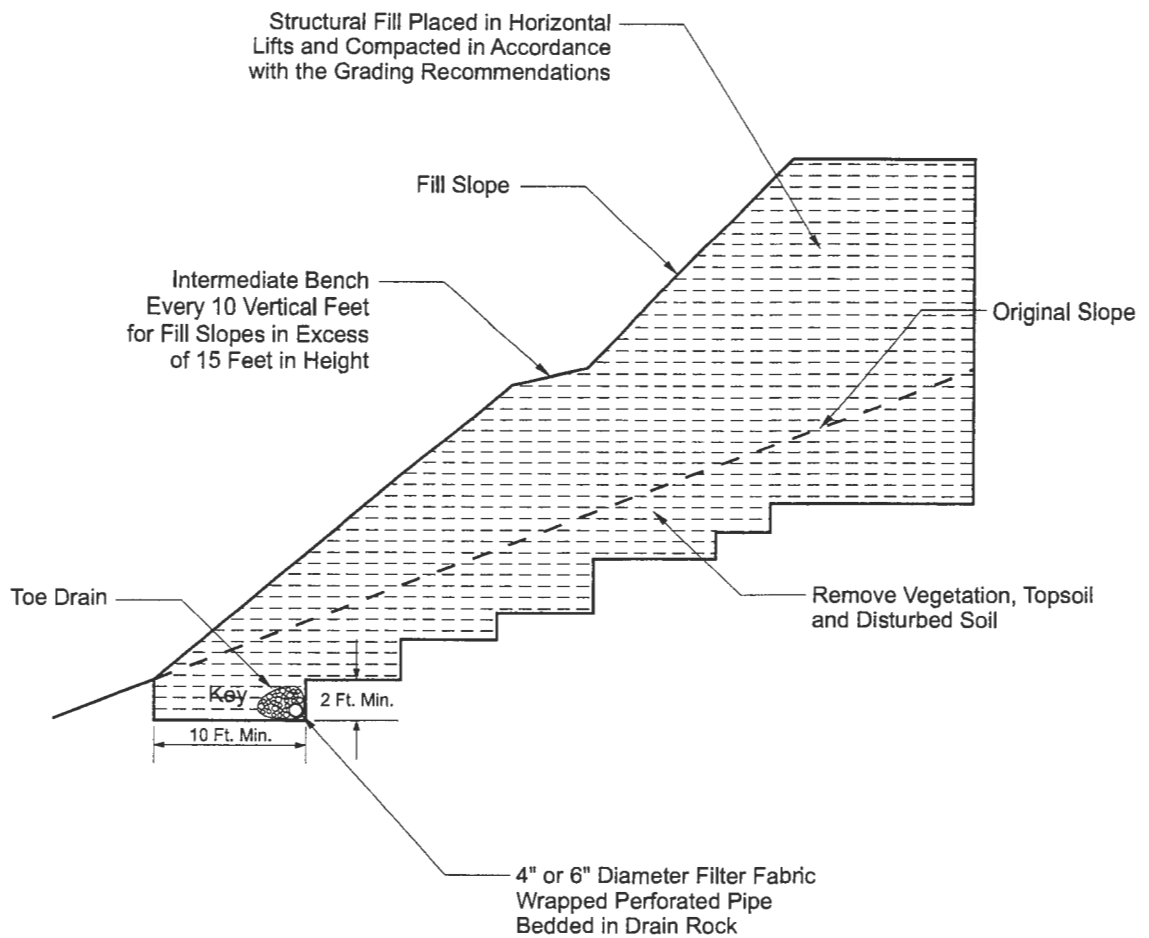 Structural Fill Placed in Horizontal
Lifts and Compacted in Accordance
with the Grading Recommendations
Fill Slope
Intermediate Bench
Every 10 Vertical Feet
for Fill Slopes in Excess
of 15 Feet in Height
Original Slope
Toe Drain
Remove Vegetation, Topsoil
and Disturbed Soil
Key
2 Ft. Min.
10 Ft. Min.
4" or 6" Diameter Filter Fabric
Wrapped Perforated Pipe
Bedded in Drain Rock